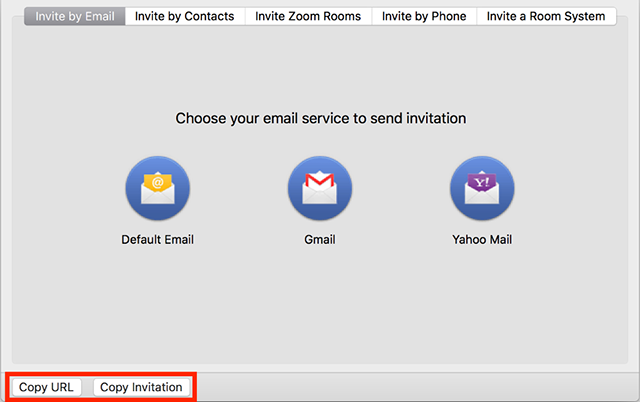 Invite by Email Invite by Contacts Invite Zoom Rooms Invite by Phone Invite a Room System
Choose your email service to send invitation
@ Y!
Default Email Gmail Yahoo Mail
Copy URL Copy Invitation